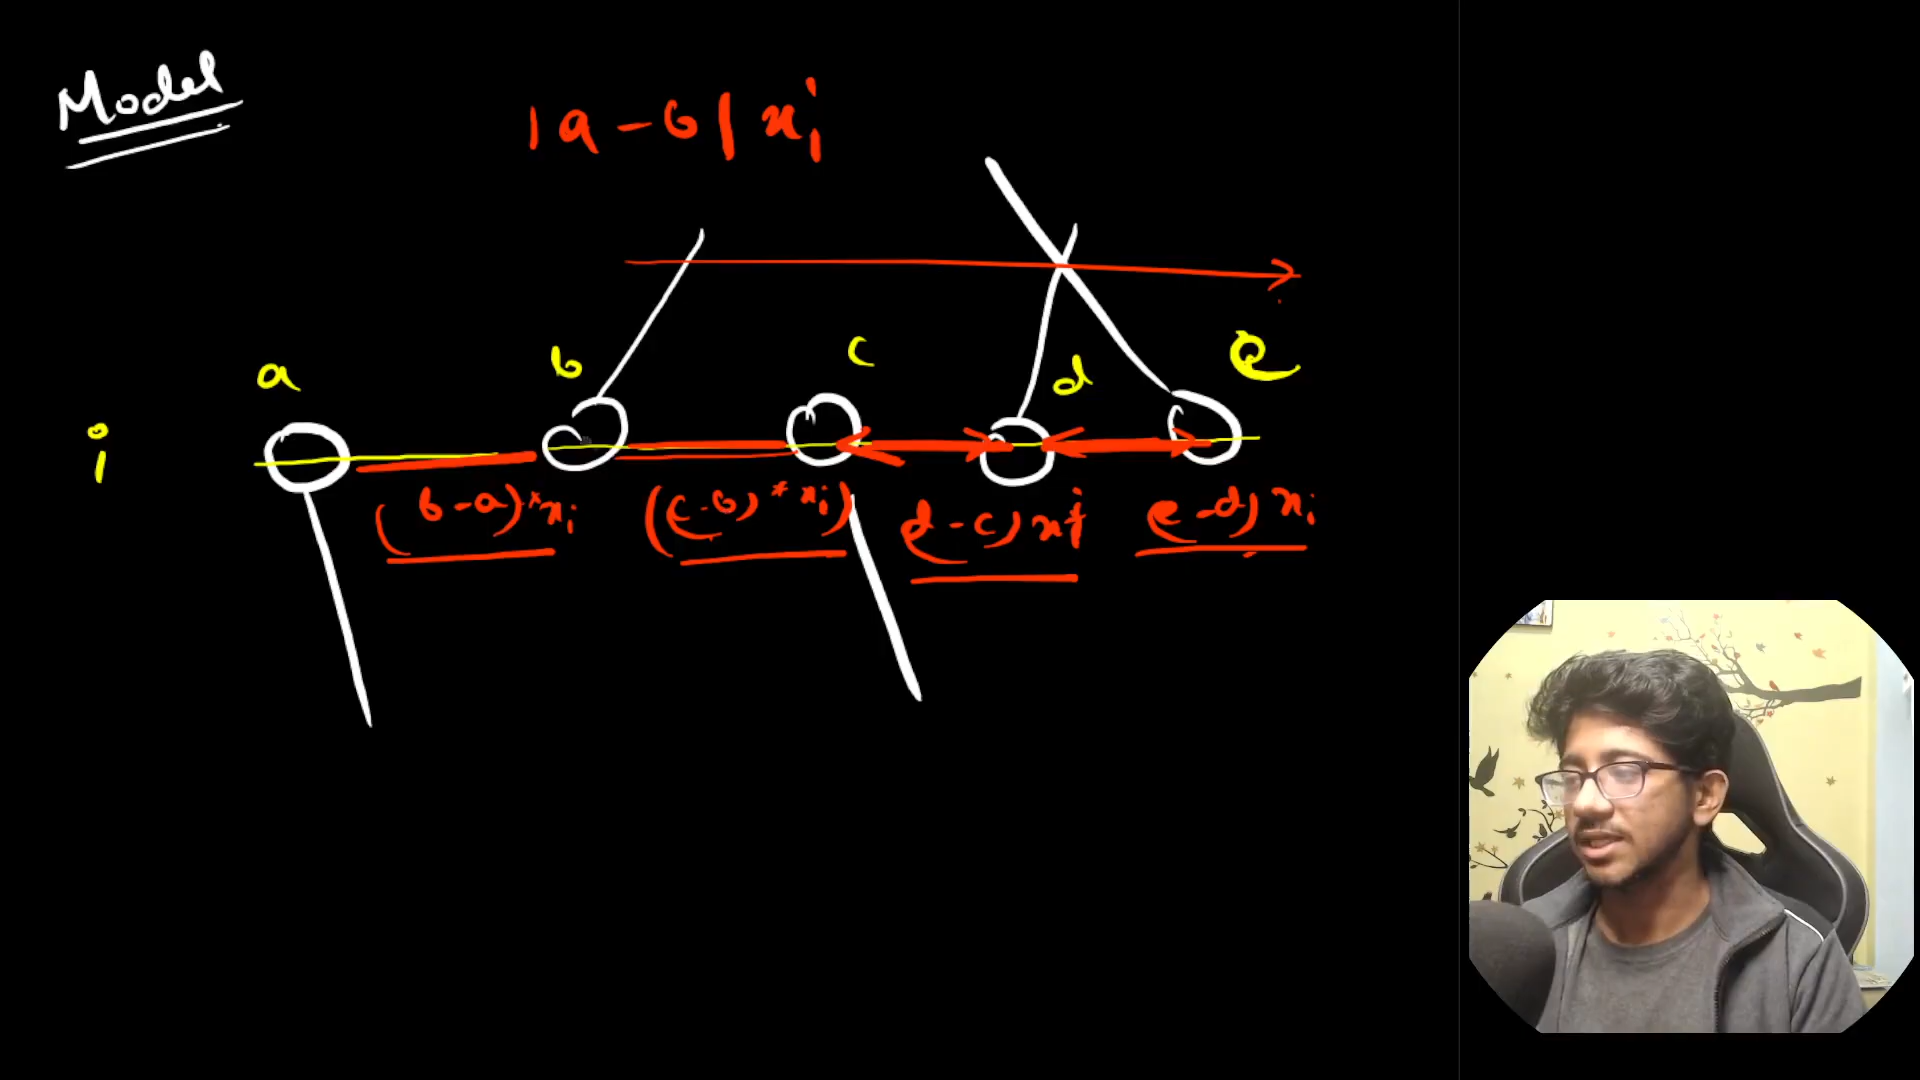 Model
|a-b| xi
a b c d e
i
(b-a)*xi (c-b)*xi) d-c)xi e-d)xi